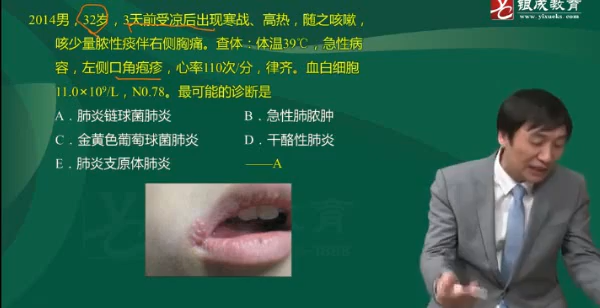 银成教育
www.yixueks.com
2014男，32岁，3天前受凉后出现寒战、高热，随之咳嗽，
咳少量脓性痰伴右侧胸痛。查体：体温39℃，急性病
容，左侧口角疱疹，心率110次/分，律齐。血白细胞
11.0×10⁹/L，N0.78。最可能的诊断是
A．肺炎链球菌肺炎 B．急性肺脓肿
C．金黄色葡萄球菌肺炎 D．干酪性肺炎
E．肺炎支原体肺炎 ——A